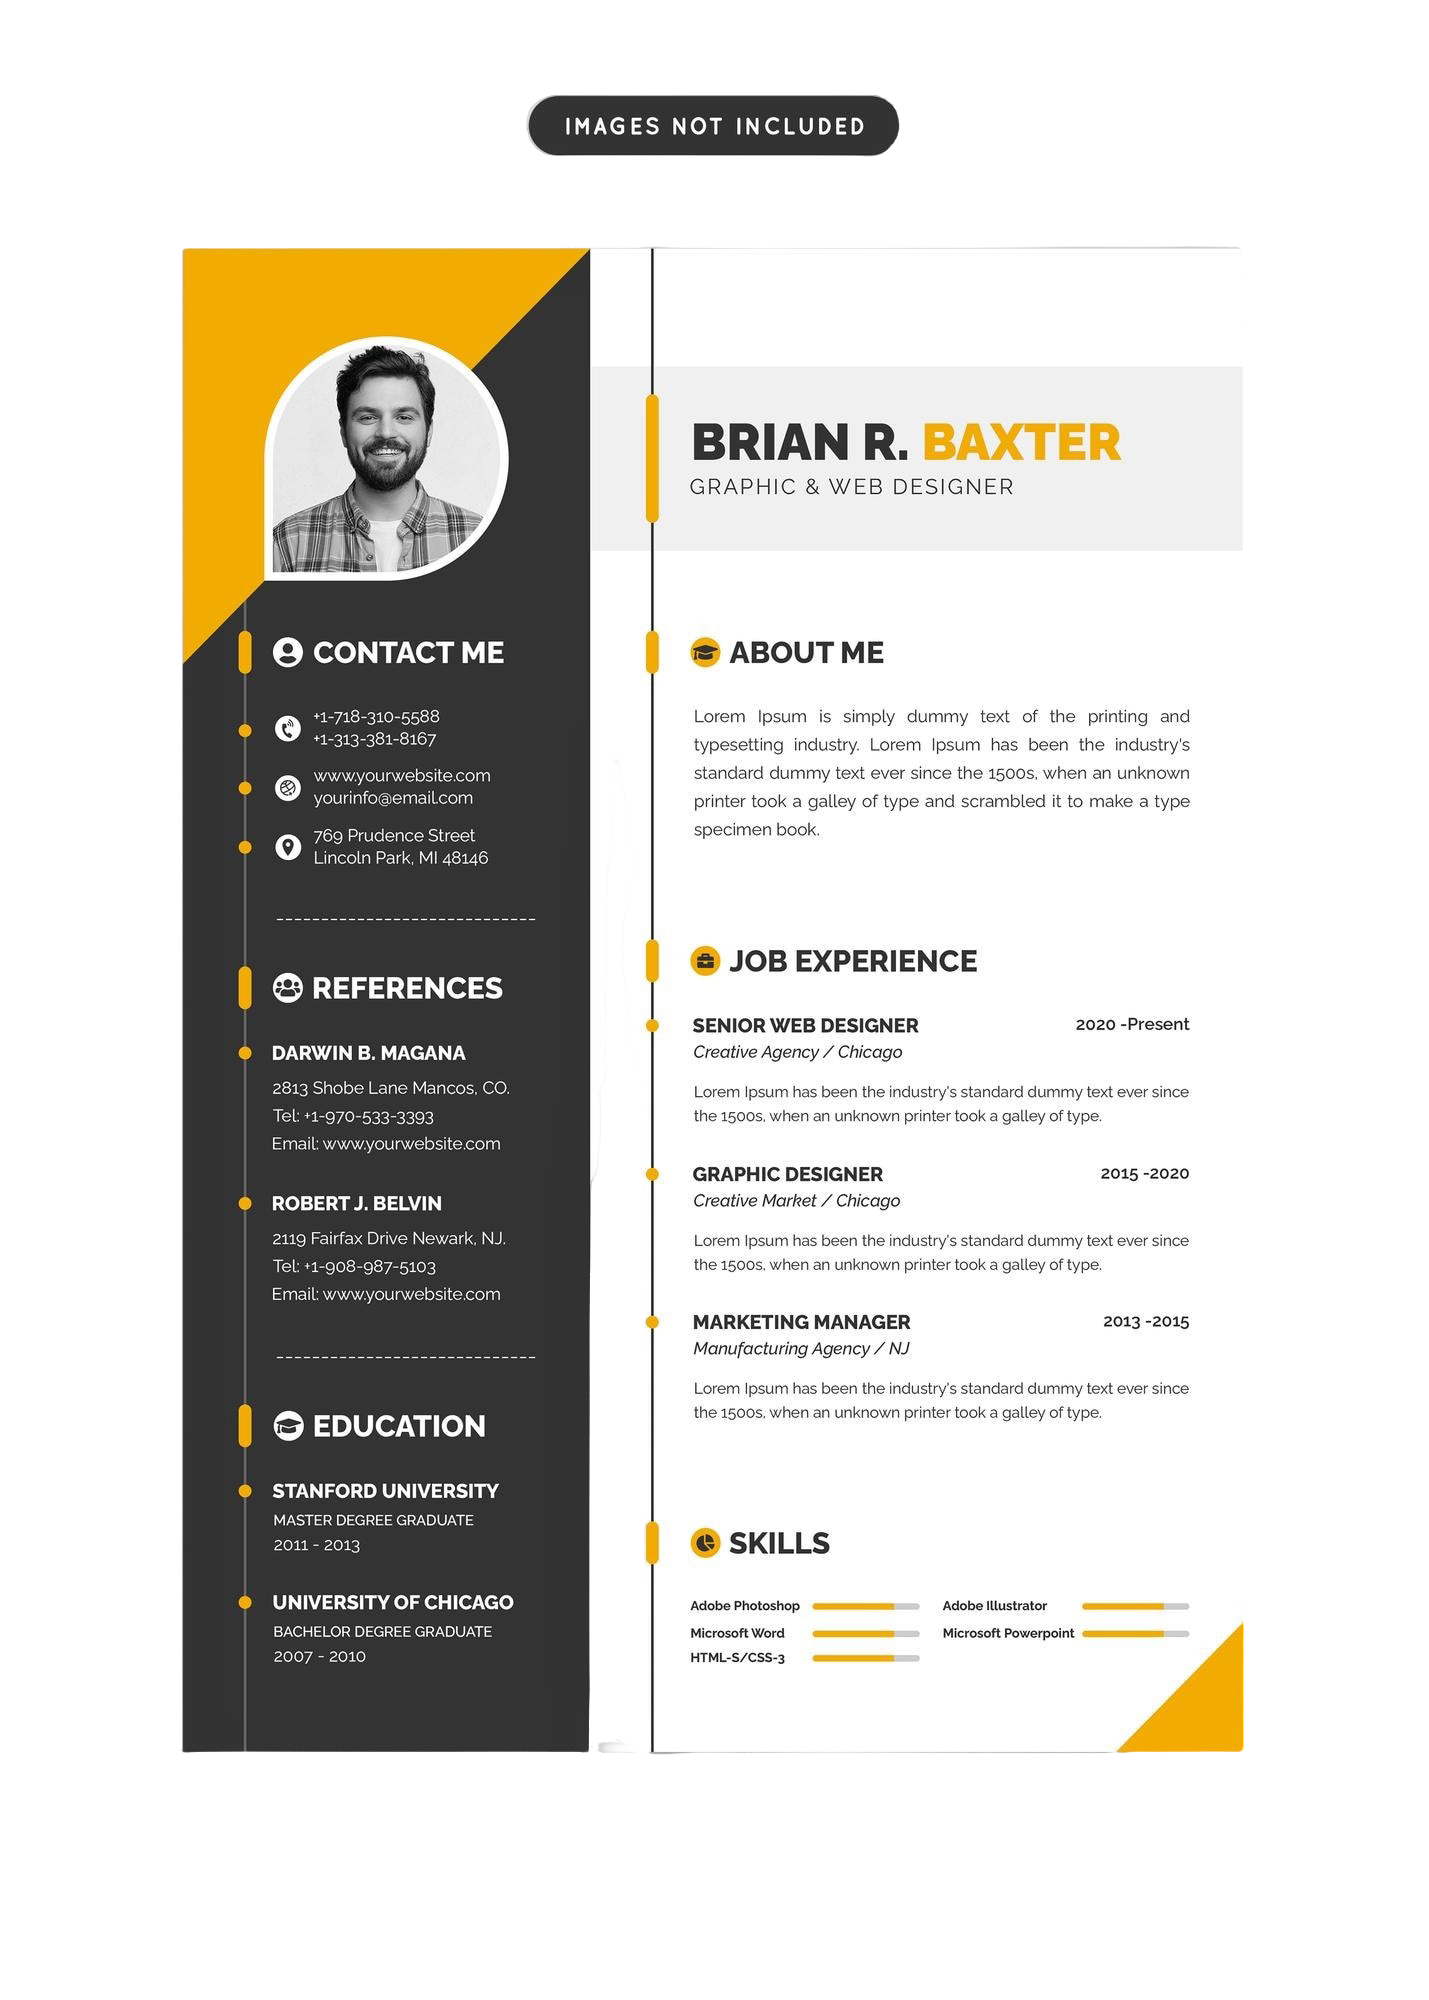 IMAGES NOT INCLUDED
BRIAN R. BAXTER
GRAPHIC & WEB DESIGNER
CONTACT ME
+1-718-310-5588
+1-313-381-8167
www.yourwebsite.com
yourinfo@email.com
769 Prudence Street
Lincoln Park, MI 48146
REFERENCES
DARWIN B. MAGANA
2813 Shobe Lane Mancos, CO.
Tel: +1-970-533-3393
Email: www.yourwebsite.com
ROBERT J. BELVIN
2119 Fairfax Drive Newark, NJ.
Tel: +1-908-987-5103
Email: www.yourwebsite.com
EDUCATION
STANFORD UNIVERSITY
MASTER DEGREE GRADUATE
2011 - 2013
UNIVERSITY OF CHICAGO
BACHELOR DEGREE GRADUATE
2007 - 2010
ABOUT ME
Lorem Ipsum is simply dummy text of the printing and
typesetting industry. Lorem Ipsum has been the industry's
standard dummy text ever since the 1500s, when an unknown
printer took a galley of type and scrambled it to make a type
specimen book.
JOB EXPERIENCE
SENIOR WEB DESIGNER 2020 -Present
Creative Agency / Chicago
Lorem Ipsum has been the industry's standard dummy text ever since
the 1500s, when an unknown printer took a galley of type.
GRAPHIC DESIGNER 2015 -2020
Creative Market / Chicago
Lorem Ipsum has been the industry's standard dummy text ever since
the 1500s, when an unknown printer took a galley of type.
MARKETING MANAGER 2013 -2015
Manufacturing Agency / NJ
Lorem Ipsum has been the industry's standard dummy text ever since
the 1500s, when an unknown printer took a galley of type.
SKILLS
Adobe Photoshop Adobe Illustrator
Microsoft Word Microsoft Powerpoint
HTML-S/CSS-3